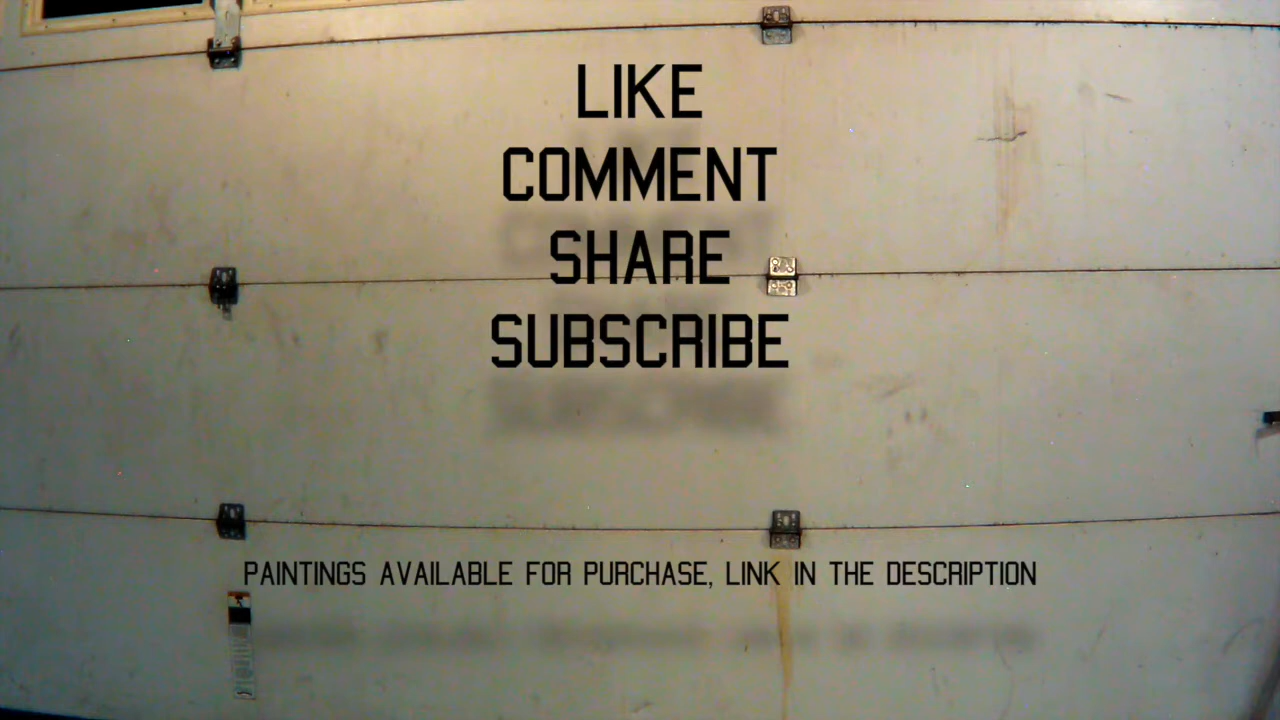 LIKE
COMMENT
SHARE
SUBSCRIBE
PAINTINGS AVAILABLE FOR PURCHASE, LINK IN THE DESCRIPTION